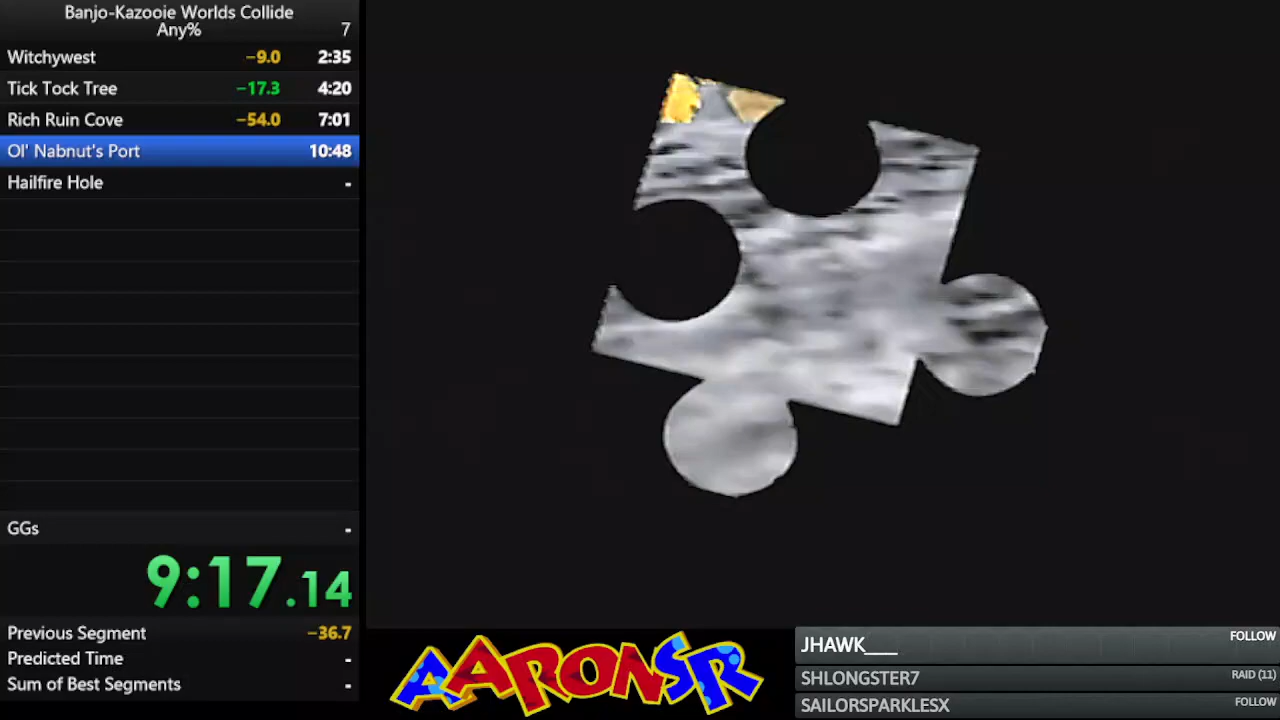 Banjo-Kazooie Worlds Collide
Any% 7
Witchywest −9.0 2:35
Tick Tock Tree −17.3 4:20
Rich Ruin Cove −54.0 7:01
Ol' Nabnut's Port 10:48
Hailfire Hole -
GGs -
9:17.14
Previous Segment −36.7
Predicted Time -
Sum of Best Segments -
AARONSR
JHAWK___ FOLLOW
SHLONGSTER7 RAID (11)
SAILORSPARKLESX FOLLOW